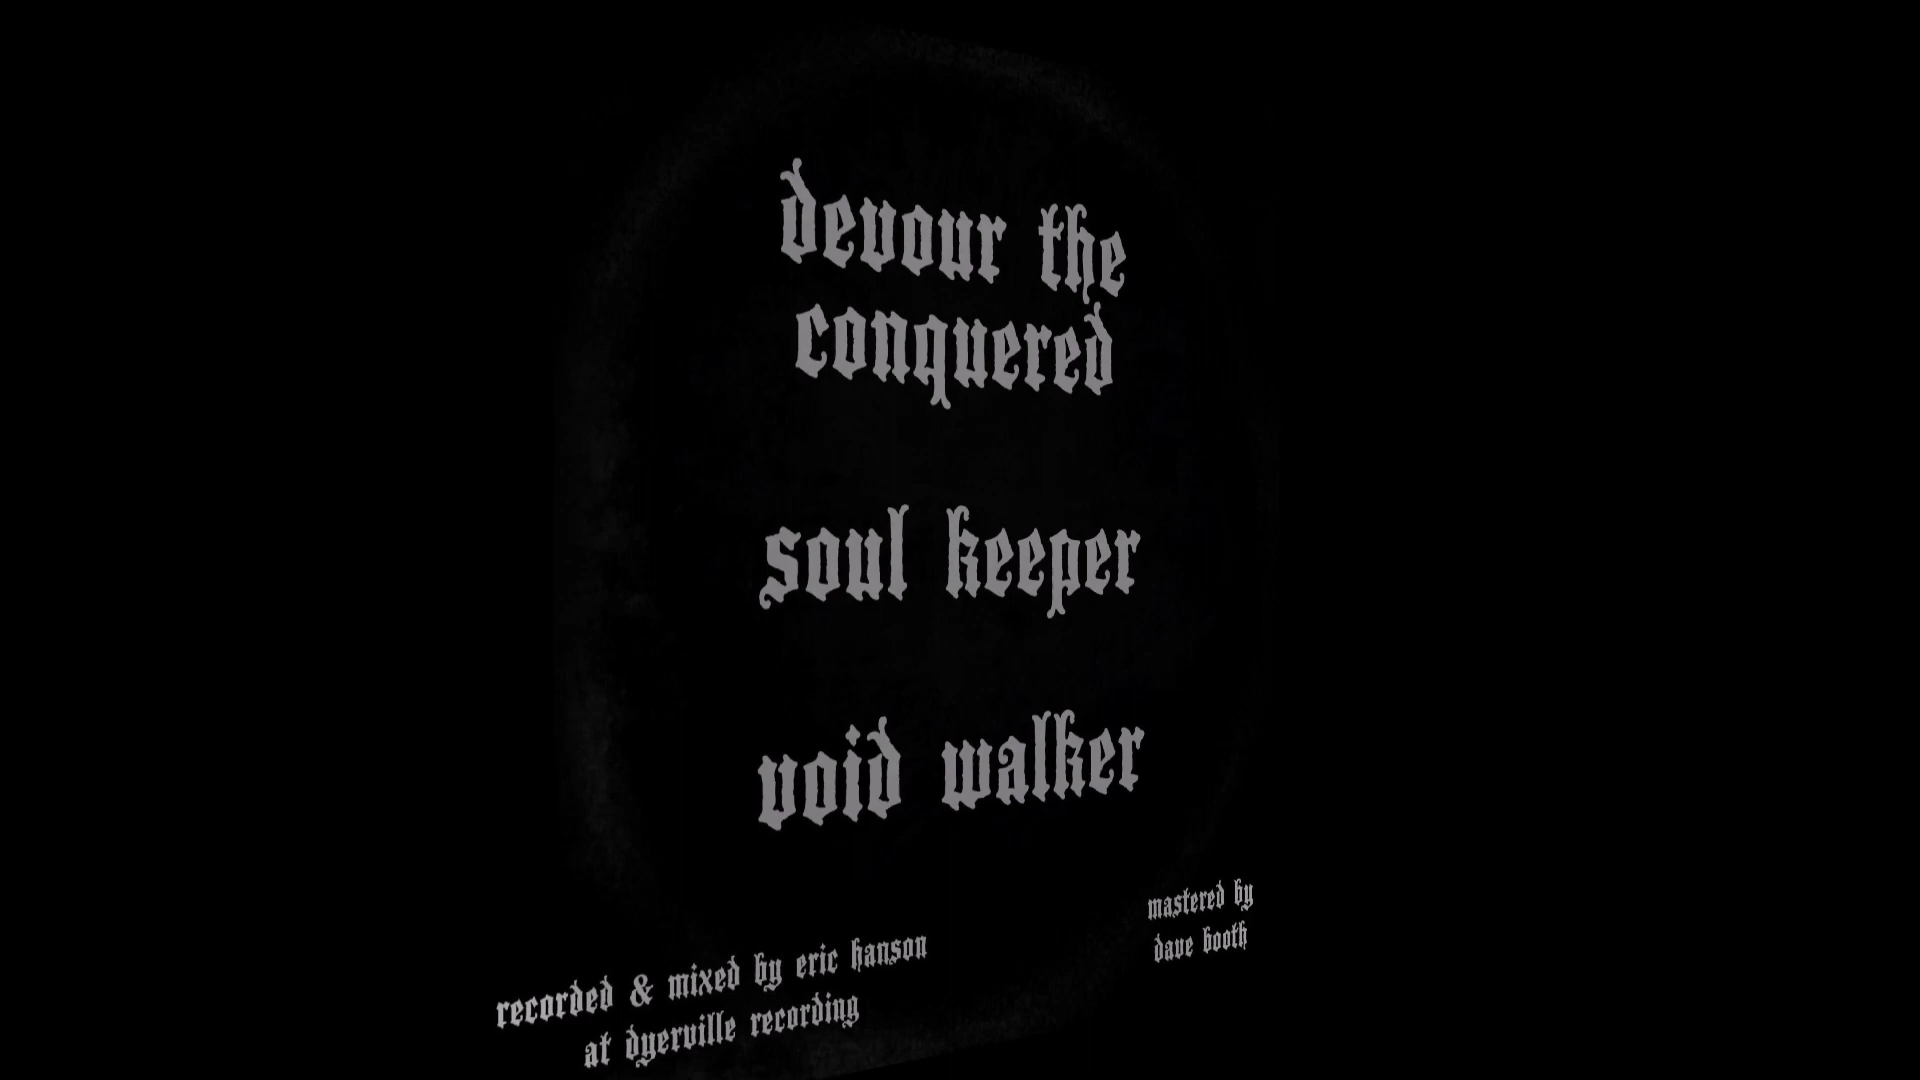 devour the
conquered
soul keeper
void walker
mastered by
dave booth
recorded & mixed by eric hanson
at dyerville recording